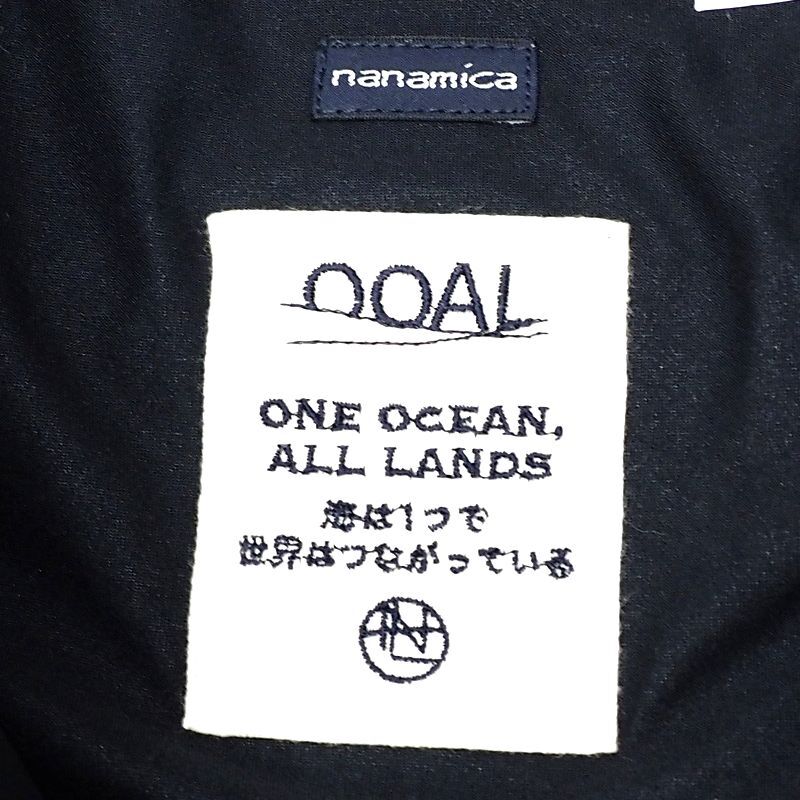 nanamica
OOAL
ONE OCEAN,
ALL LANDS
海は1つで
世界はつながっている